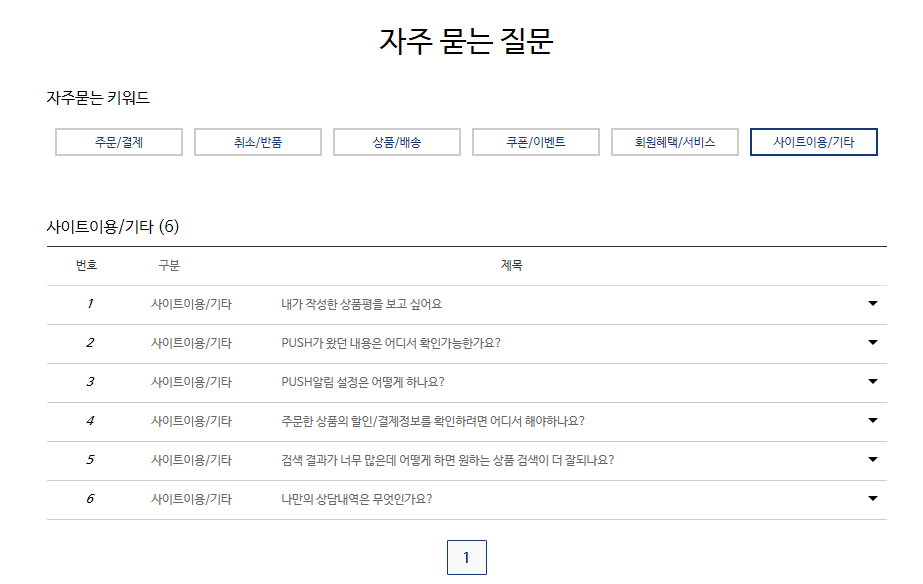 자주 묻는 질문
자주묻는 키워드
주문/결제 취소/반품 상품/배송 쿠폰/이벤트 회원혜택/서비스 사이트이용/기타
사이트이용/기타 (6)
번호 구분 제목
1 사이트이용/기타 내가 작성한 상품평을 보고 싶어요
2 사이트이용/기타 PUSH가 왔던 내용은 어디서 확인가능한가요?
3 사이트이용/기타 PUSH알림 설정은 어떻게 하나요?
4 사이트이용/기타 주문한 상품의 할인/결제정보를 확인하려면 어디서 해야하나요?
5 사이트이용/기타 검색 결과가 너무 많은데 어떻게 하면 원하는 상품 검색이 더 잘되나요?
6 사이트이용/기타 나만의 상담내역은 무엇인가요?
1